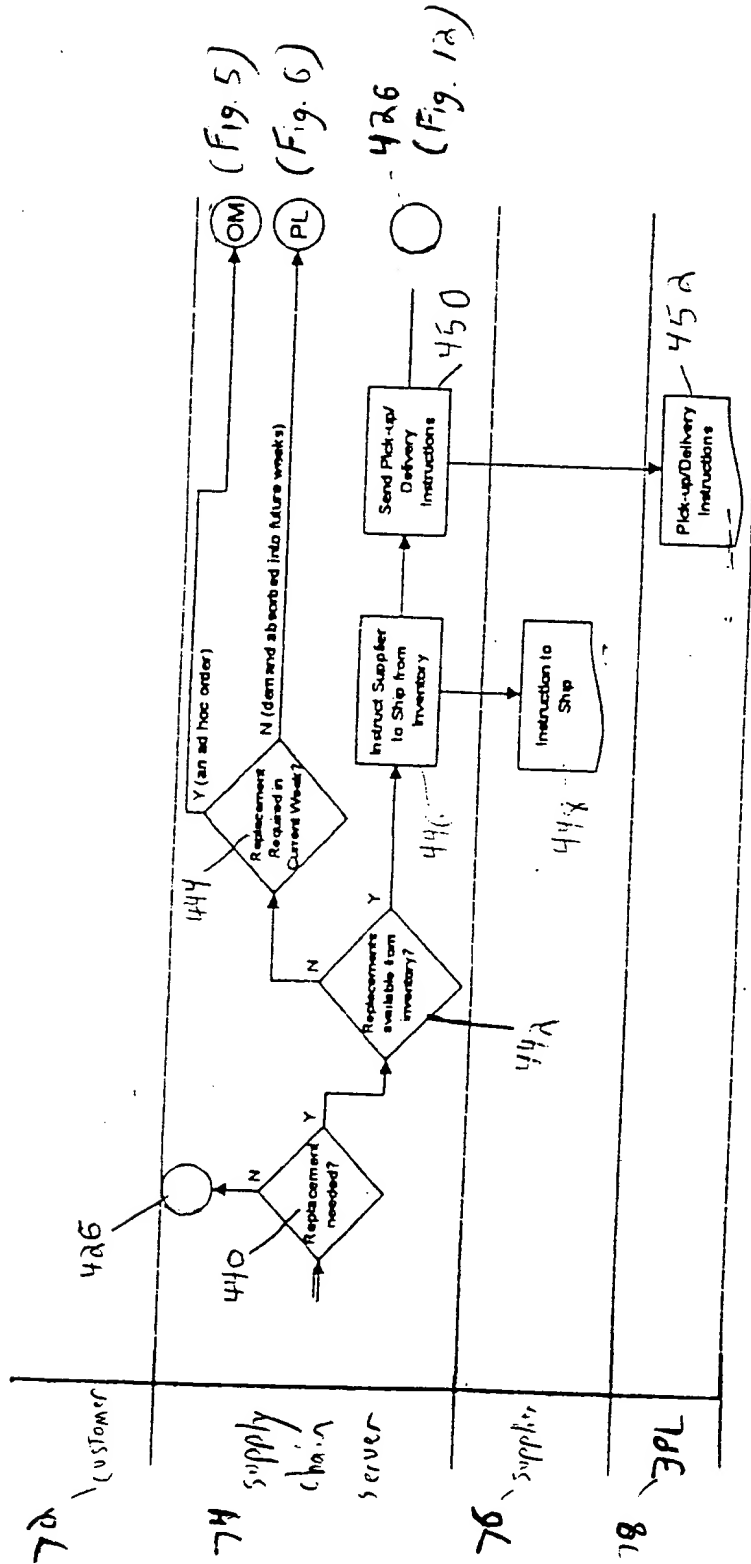 72
Customer
74
supply
chain
server
76
supplier
78
3PL
426
440
Replacement
needed?
N
Y
442
Replacements
available from
inventory?
N
Y
444
Replacement
Required in
Current Week?
Y (an ad hoc order)
N (demand absorbed into future weeks)
OM
(Fig. 5)
PL
(Fig. 6)
Instruct Supplier
to Ship from
Inventory
Instruction to
Ship
Send Pick-up/
Delivery
Instructions
450
426
(Fig. 12)
Pick-up/Delivery
Instructions
452